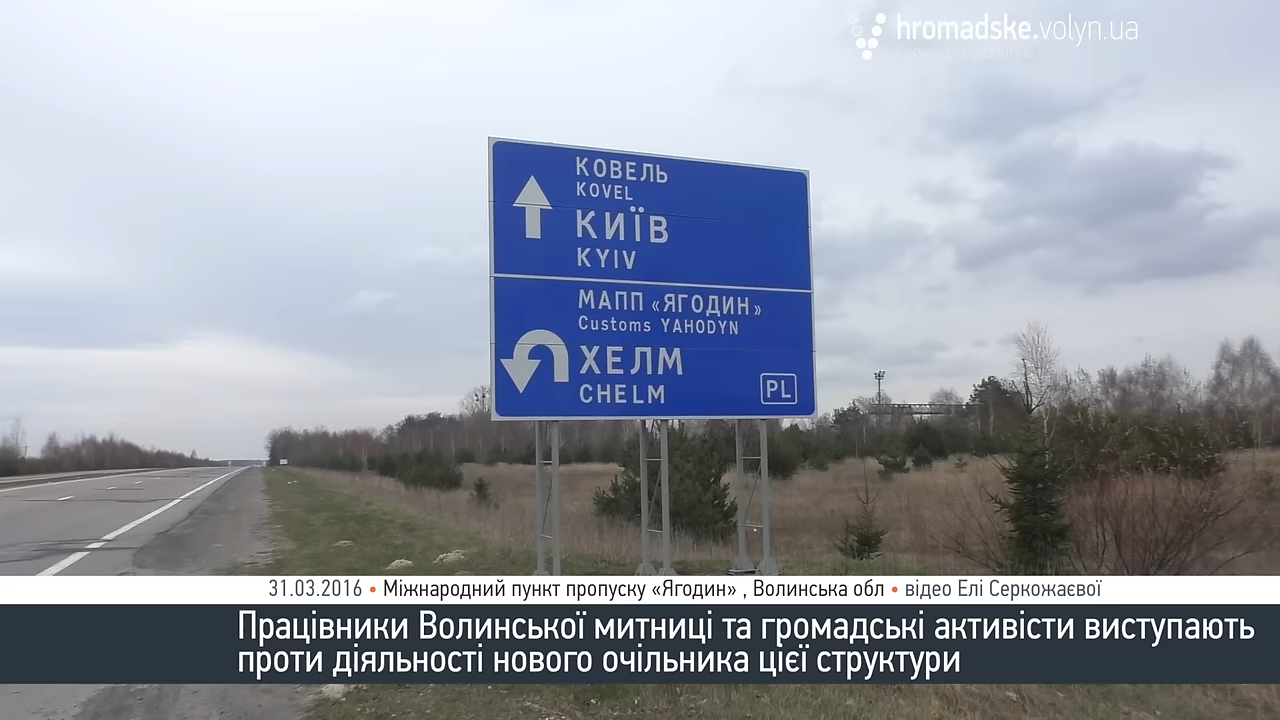 hromadske.volyn.ua
КОВЕЛЬ
KOVEL
КИЇВ
KYIV
МАПП «ЯГОДИН»
Customs YAHODYN
ХЕЛМ
CHELM
PL
31.03.2016 • Міжнародний пункт пропуску «Ягодин» , Волинська обл • відео Елі Серкожаєвої
Працівники Волинської митниці та громадські активісти виступають
проти діяльності нового очільника цієї структури